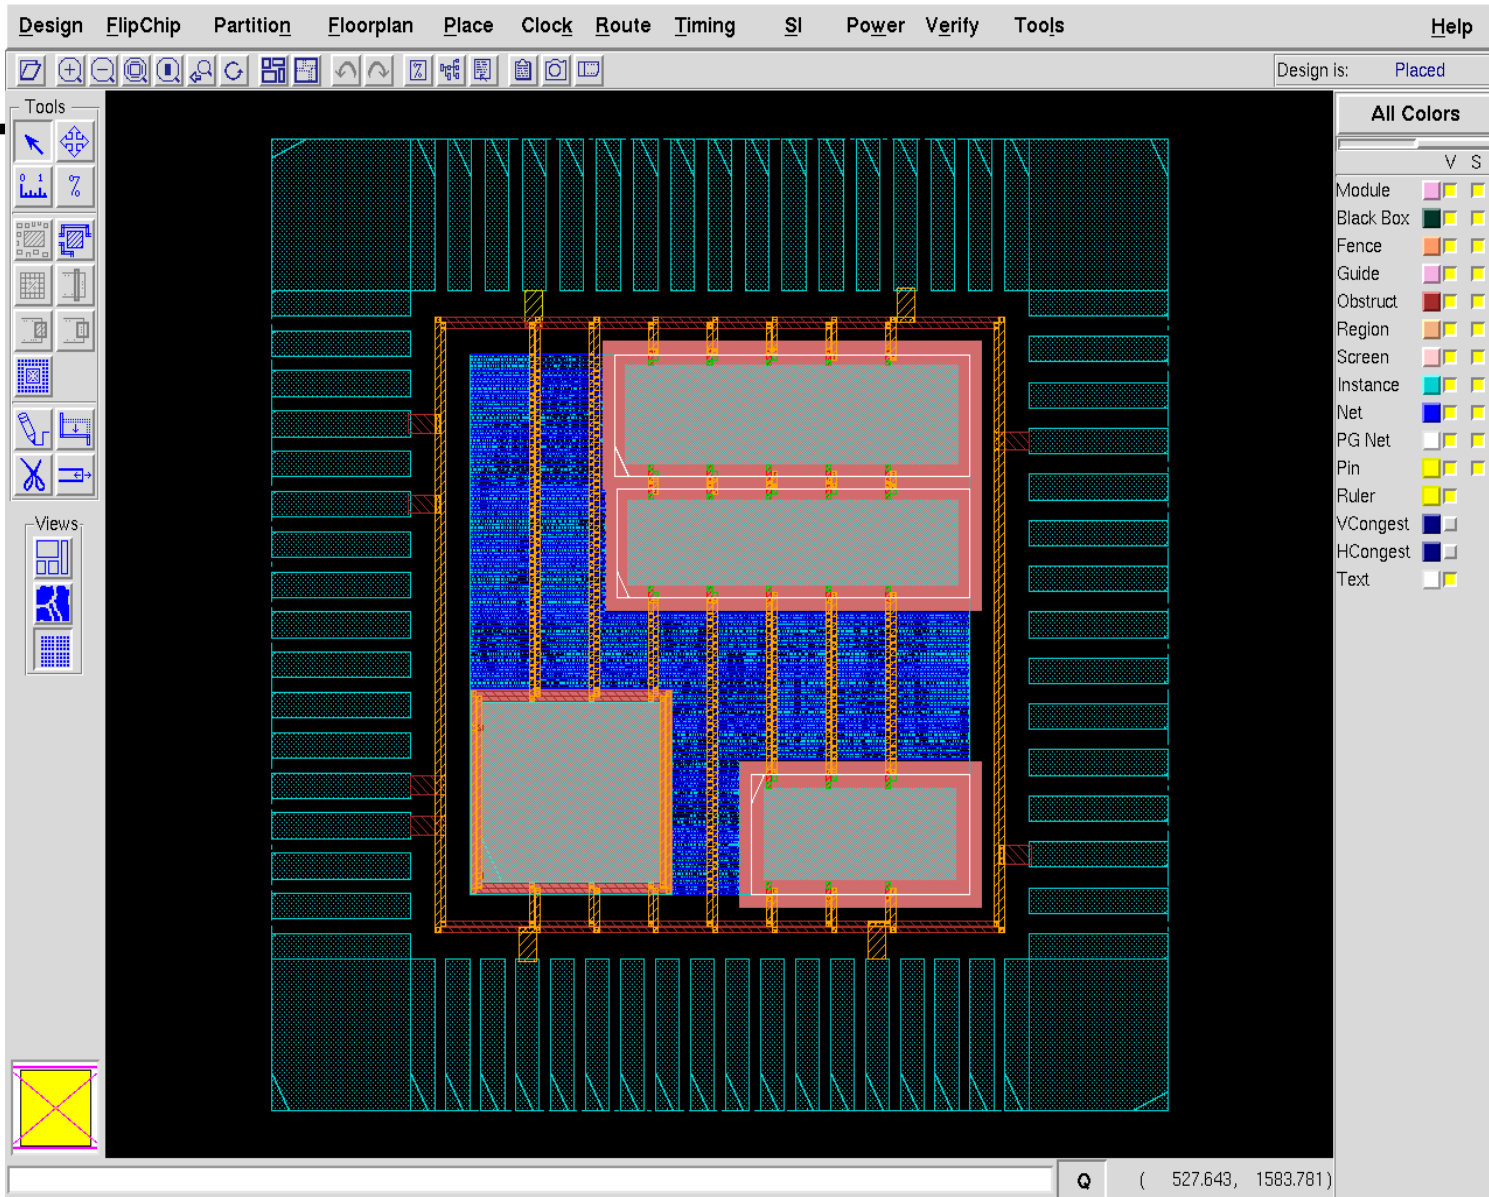 Design FlipChip Partition Floorplan Place Clock Route Timing SI Power Verify Tools Help
Design is: Placed
Tools
0 1
%
Views
All Colors
V S
Module
Black Box
Fence
Guide
Obstruct
Region
Screen
Instance
Net
PG Net
Pin
Ruler
VCongest
HCongest
Text
Q ( 527.643, 1583.781)